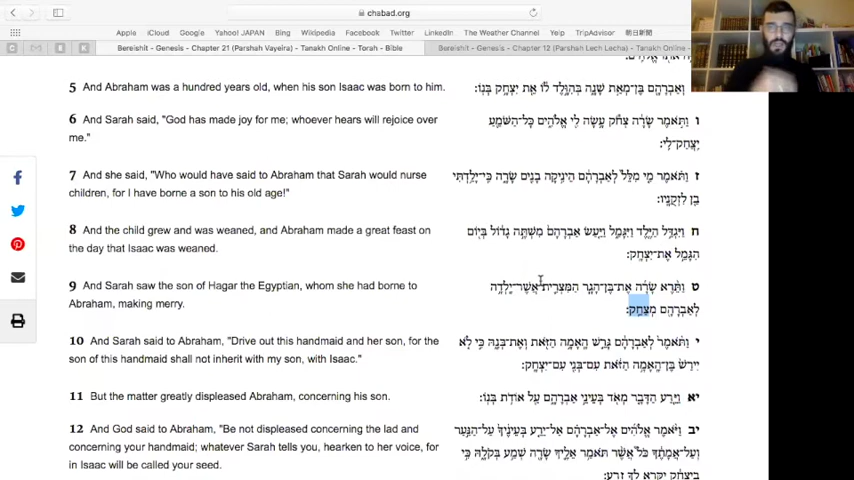 chabad.org
Apple iCloud Google Yahoo! JAPAN Bing Wikipedia Facebook Twitter LinkedIn The Weather Channel Yelp TripAdvisor
Bereishit - Genesis - Chapter 21 (Parshah Vayeira) - Tanakh Online - Torah - Bible
Bereishit - Genesis - Chapter 12 (Parshah Lech Lecha) - Tanakh Online -
5 And Abraham was a hundred years old, when his son Isaac was born to him.
וְאַבְרָהָם בֶּן־מְאַת שָׁנָה בְּהִוָּלֶד לוֹ אֵת יִצְחָק בְּנוֹ:
6 And Sarah said, "God has made joy for me; whoever hears will rejoice over
me."
ו וַתֹּאמֶר שָׂרָה צְחֹק עָשָׂה לִי אֱלֹהִים כָּל־הַשֹּׁמֵעַ
יִצֲחַק־לִי:
7 And she said, "Who would have said to Abraham that Sarah would nurse
children, for I have borne a son to his old age!"
ז וַתֹּאמֶר מִי מִלֵּל לְאַבְרָהָם הֵינִיקָה בָנִים שָׂרָה כִּי־יָלַדְתִּי
בֵן לִזְקֻנָיו:
8 And the child grew and was weaned, and Abraham made a great feast on
the day that Isaac was weaned.
ח וַיִּגְדַּל הַיֶּלֶד וַיִּגָּמַל וַיַּעַשׂ אַבְרָהָם מִשְׁתֶּה גָדוֹל בְּיוֹם
הִגָּמֵל אֶת־יִצְחָק:
9 And Sarah saw the son of Hagar the Egyptian, whom she had borne to
Abraham, making merry.
ט וַתֵּרֶא שָׂרָה אֶת־בֶּן־הָגָר הַמִּצְרִית אֲשֶׁר־יָלְדָה
לְאַבְרָהָם מְצַחֵק:
10 And Sarah said to Abraham, "Drive out this handmaid and her son, for the
son of this handmaid shall not inherit with my son, with Isaac."
י וַתֹּאמֶר לְאַבְרָהָם גָּרֵשׁ הָאָמָה הַזֹּאת וְאֶת־בְּנָהּ כִּי לֹא
יִירַשׁ בֶּן־הָאָמָה הַזֹּאת עִם־בְּנִי עִם־יִצְחָק:
11 But the matter greatly displeased Abraham, concerning his son.
יא וַיֵּרַע הַדָּבָר מְאֹד בְּעֵינֵי אַבְרָהָם עַל אוֹדֹת בְּנוֹ:
12 And God said to Abraham, "Be not displeased concerning the lad and
concerning your handmaid; whatever Sarah tells you, hearken to her voice, for
in Isaac will be called your seed.
יב וַיֹּאמֶר אֱלֹהִים אֶל־אַבְרָהָם אַל־יֵרַע בְּעֵינֶיךָ עַל־הַנַּעַר
וְעַל־אֲמָתֶךָ כֹּל אֲשֶׁר תֹּאמַר אֵלֶיךָ שָׂרָה שְׁמַע בְּקֹלָהּ כִּי
בְיִצְחָק יִקָּרֵא לְךָ זָרַע: